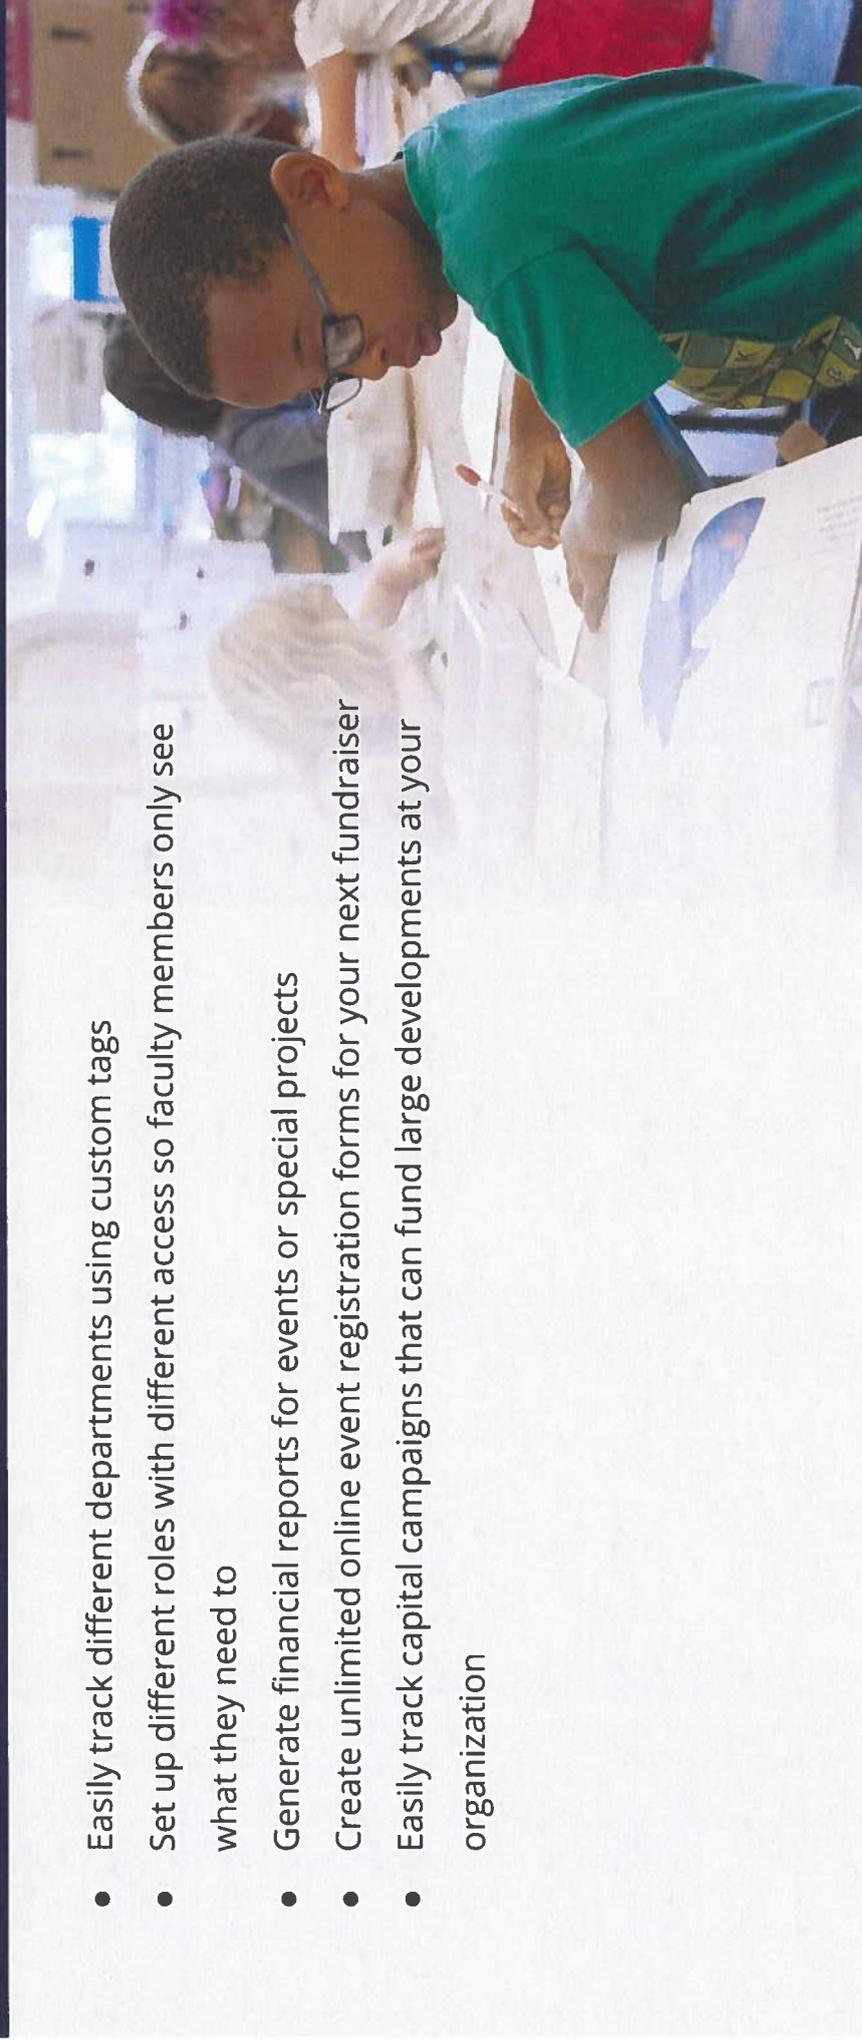 • Easily track different departments using custom tags
• Set up different roles with different access so faculty members only see
what they need to
• Generate financial reports for events or special projects
• Create unlimited online event registration forms for your next fundraiser
• Easily track capital campaigns that can fund large developments at your
organization